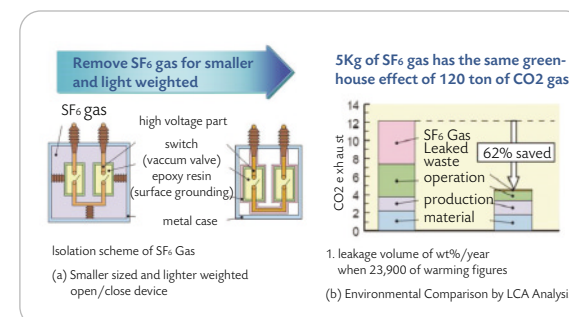 Remove SF6 gas for smaller
and light weighted
SF6 gas
high voltage part
switch
(vaccum valve)
epoxy resin
(surface grounding)
metal case
Isolation scheme of SF6 Gas
(a) Smaller sized and lighter weighted
open/close device
5Kg of SF6 gas has the same green-
house effect of 120 ton of CO2 gas
CO2 e xh au st
14
12
10
8
6
4
2
0
SF6 Gas
Leaked
waste
operation
production
material
62% saved
1. leakage volume of wt%/year
when 23,900 of warming figures
(b) Environmental Comparison by LCA Analysi